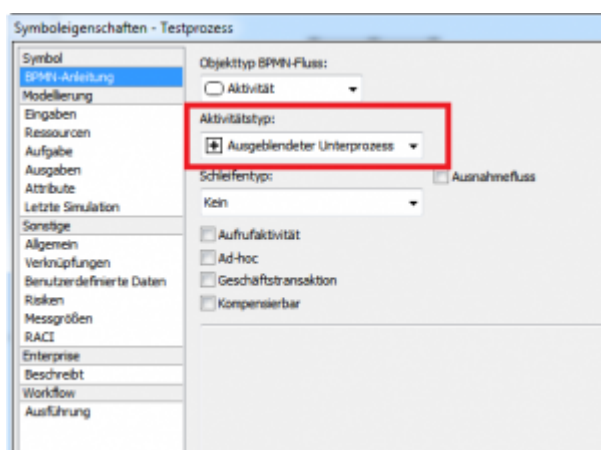 Symboleigenschaften - Testprozess
Symbol
BPMN-Anleitung
Modellierung
Eingaben
Ressourcen
Aufgabe
Ausgaben
Attribute
Letzte Simulation
Sonstige
Allgemein
Verknüpfungen
Benutzerdefinierte Daten
Risiken
Messgrößen
RACI
Enterprise
Beschreibt
Workflow
Ausführung
Objekttyp BPMN-Fluss:
Aktivität
Aktivitätstyp:
Ausgeblendeter Unterprozess
Schleifentyp:
Ausnahmefluss
Kein
Aufrufaktivität
Ad-hoc
Geschäftstransaktion
Kompensierbar